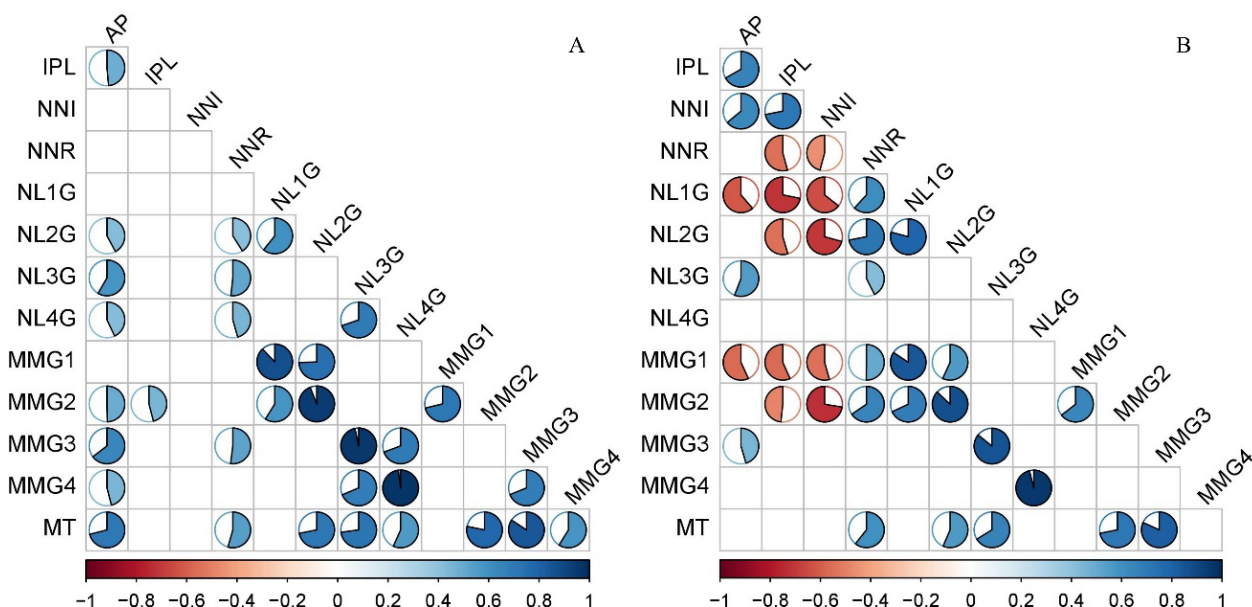 A
AP
IPL
NNI
NNR
NL1G
NL2G
NL3G
NL4G
MMG1
MMG2
MMG3
MMG4
IPL
NNI
NNR
NL1G
NL2G
NL3G
NL4G
MMG1
MMG2
MMG3
MMG4
MT
−1 −0.8 −0.6 −0.4 −0.2 0 0.2 0.4 0.6 0.8 1
B
AP
IPL
NNI
NNR
NL1G
NL2G
NL3G
NL4G
MMG1
MMG2
MMG3
MMG4
IPL
NNI
NNR
NL1G
NL2G
NL3G
NL4G
MMG1
MMG2
MMG3
MMG4
MT
−1 −0.8 −0.6 −0.4 −0.2 0 0.2 0.4 0.6 0.8 1